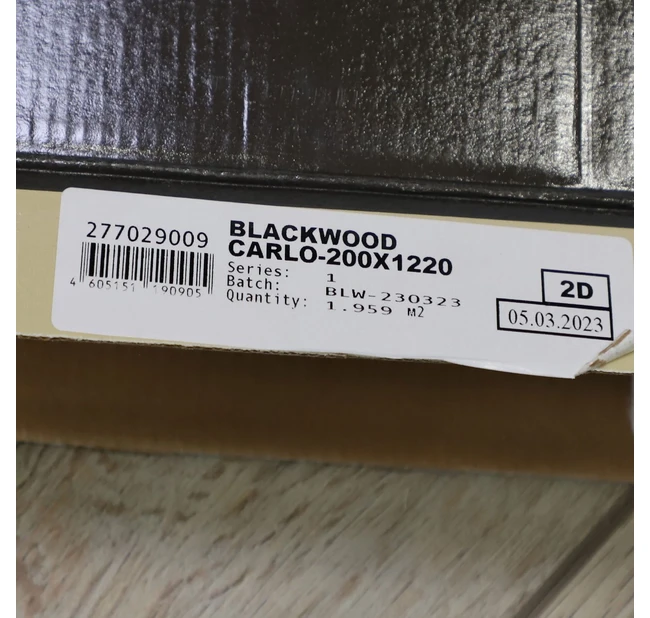 277029009
4 605151 190905
BLACKWOOD
CARLO-200X1220
Series: 1
Batch: BLW-230323
Quantity: 1.959 м2
2D
05.03.2023